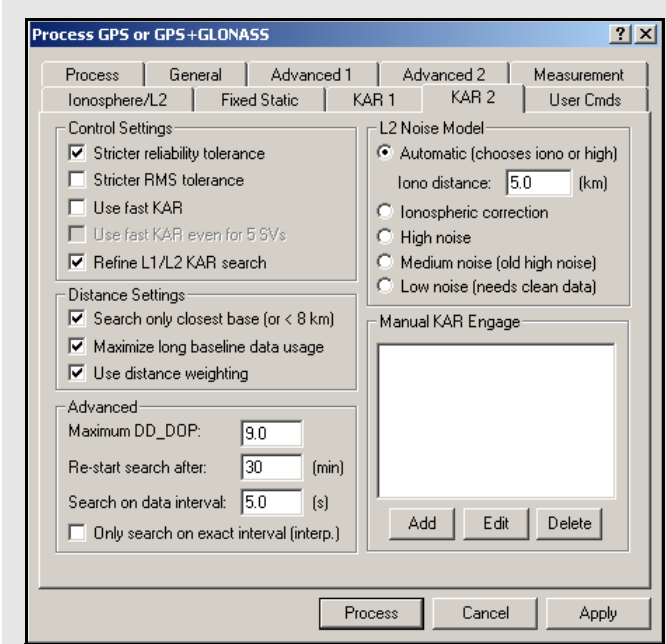 Process GPS or GPS+GLONASS
Process General Advanced 1 Advanced 2 Measurement
Ionosphere/L2 Fixed Static KAR 1 KAR 2 User Cmds
Control Settings
Stricter reliability tolerance
Stricter RMS tolerance
Use fast KAR
Use fast KAR even for 5 SVs
Refine L1/L2 KAR search
Distance Settings
Search only closest base (or < 8 km)
Maximize long baseline data usage
Use distance weighting
Advanced
Maximum DD_DOP: 9.0
Re-start search after: 30 (min)
Search on data interval: 5.0 (s)
Only search on exact interval (interp.)
L2 Noise Model
Automatic (chooses iono or high)
Iono distance: 5.0 (km)
Ionospheric correction
High noise
Medium noise (old high noise)
Low noise (needs clean data)
Manual KAR Engage
Add Edit Delete
Process Cancel Apply